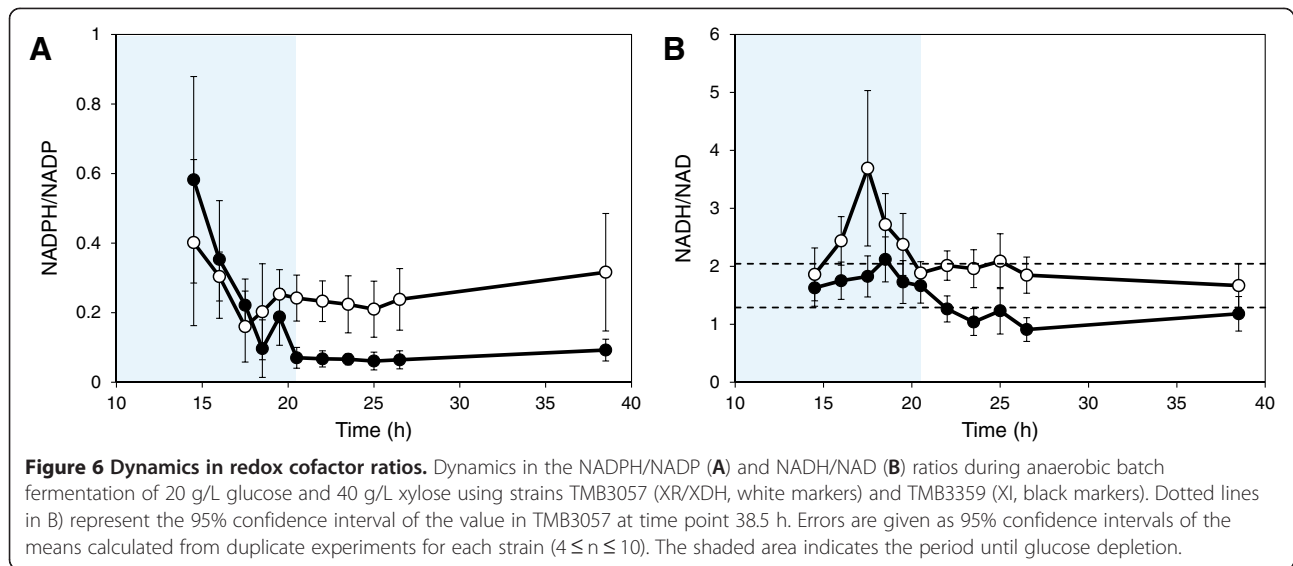 A
B
1
0.8
0.6
0.4
0.2
0
NADPH/NADP
10 15 20 25 30 35 40
Time (h)
6
5
4
3
2
1
0
NADH/NAD
10 15 20 25 30 35 40
Time (h)
Figure 6 Dynamics in redox cofactor ratios. Dynamics in the NADPH/NADP (A) and NADH/NAD (B) ratios during anaerobic batch
fermentation of 20 g/L glucose and 40 g/L xylose using strains TMB3057 (XR/XDH, white markers) and TMB3359 (XI, black markers). Dotted lines
in B) represent the 95% confidence interval of the value in TMB3057 at time point 38.5 h. Errors are given as 95% confidence intervals of the
means calculated from duplicate experiments for each strain (4 ≤ n ≤ 10). The shaded area indicates the period until glucose depletion.